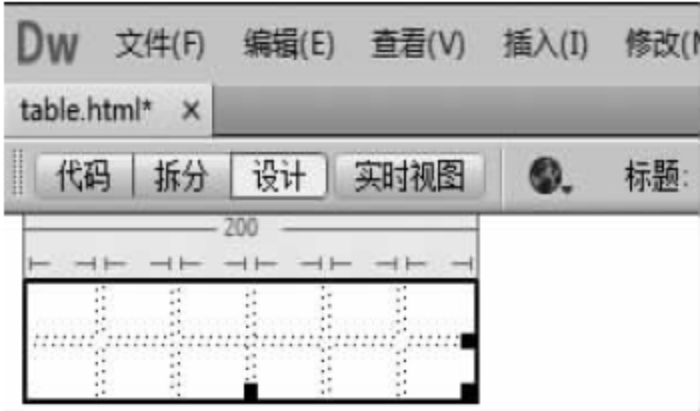 Dw 文件(F) 编辑(E) 查看(V) 插入(I) 修改(
table.html* ×
代码 拆分 设计 实时视图 标题:
200